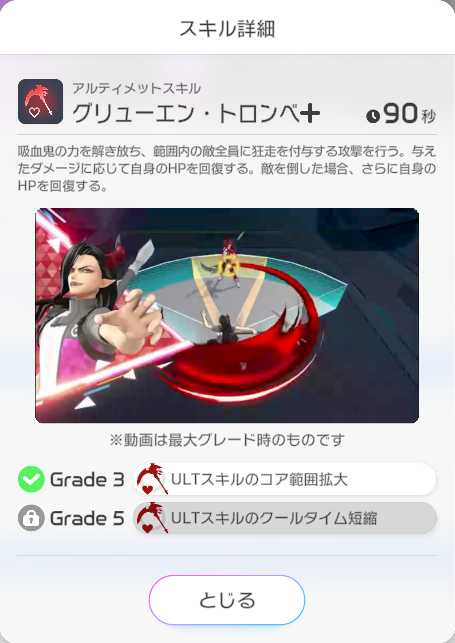 スキル詳細
アルティメットスキル
グリューエン・トロンベ+
90秒
吸血鬼の力を解き放ち、範囲内の敵全員に狂走を付与する攻撃を行う。与え
たダメージに応じて自身のHPを回復する。敵を倒した場合、さらに自身の
HPを回復する。
※動画は最大グレード時のものです
Grade 3 ULTスキルのコア範囲拡大
Grade 5 ULTスキルのクールタイム短縮
とじる